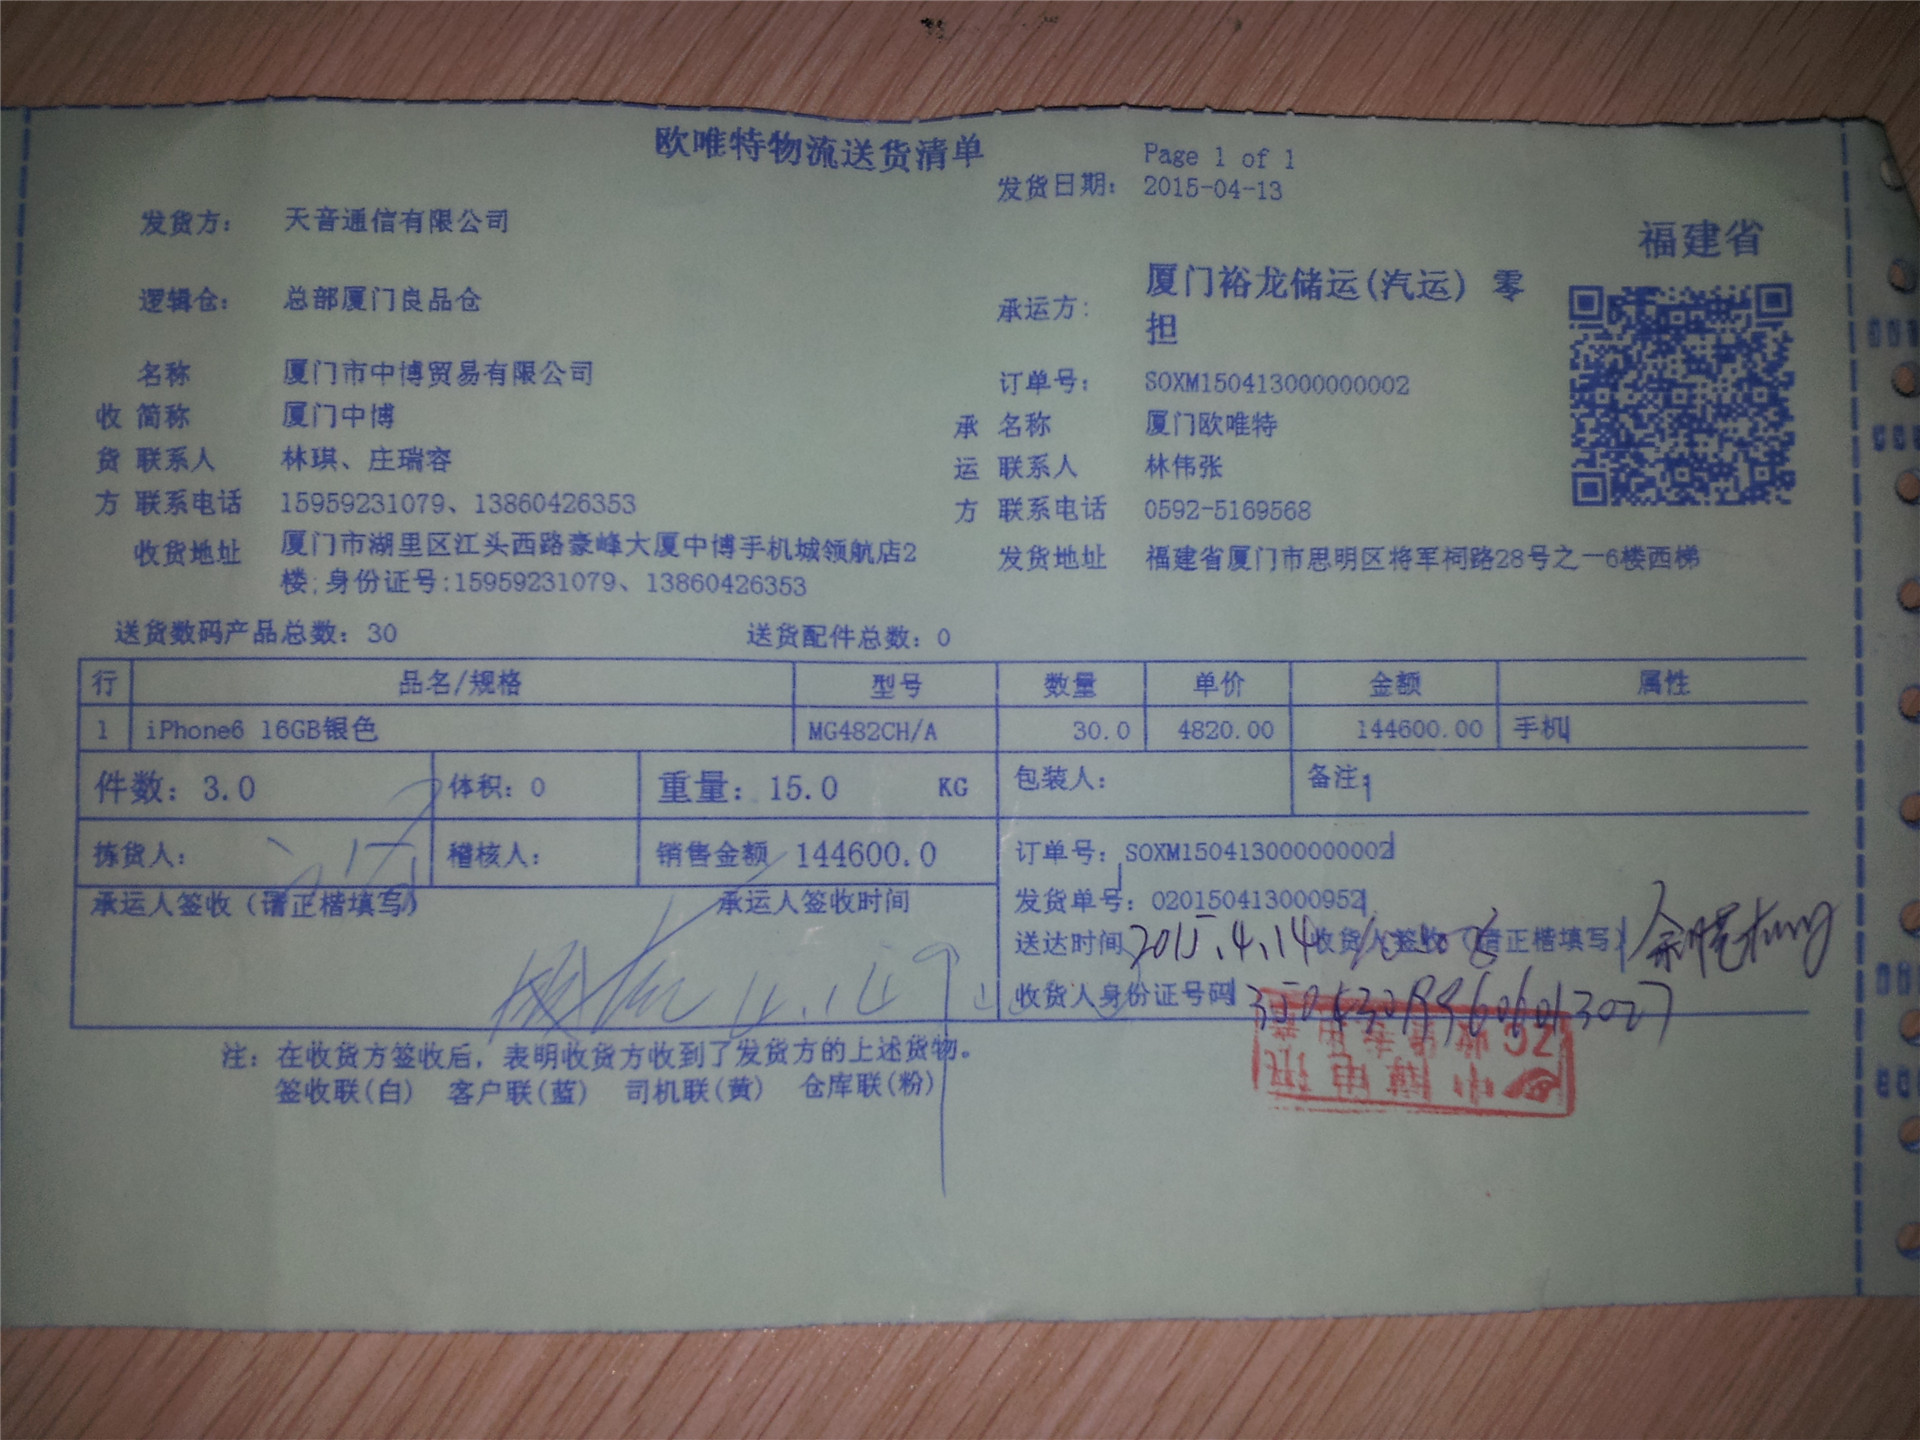 欧唯特物流送货清单
Page 1 of 1
发货日期: 2015-04-13
发货方: 天音通信有限公司
福建省
逻辑仓: 总部厦门良品仓
承运方: 厦门裕龙储运(汽运) 零担
名称 厦门市中博贸易有限公司
订单号: SOXM150413000000002
收 简称 厦门中博
承 名称 厦门欧唯特
货 联系人 林琪、庄瑞容
运 联系人 林伟张
方 联系电话 15959231079、13860426353
方 联系电话 0592-5169568
收货地址 厦门市湖里区江头西路豪峰大厦中博手机城领航店2
楼;身份证号:15959231079、13860426353
发货地址 福建省厦门市思明区将军祠路28号之一6楼西梯
送货数码产品总数: 30 送货配件总数: 0
行 品名/规格 型号 数量 单价 金额 属性
1 iPhone6 16GB银色 MG482CH/A 30.0 4820.00 144600.00 手机
件数: 3.0 体积: 0 重量: 15.0 KG 包装人: 备注:
拣货人: 稽核人: 销售金额 144600.0 订单号: SOXM150413000000002
承运人签收(请正楷填写) 承运人签收时间 发货单号: 020150413000952
送达时间 2015.4.14 收货人签收(请正楷填写)
收货人身份证号码
注: 在收货方签收后, 表明收货方收到了发货方的上述货物。
签收联(白) 客户联(蓝) 司机联(黄) 仓库联(粉)